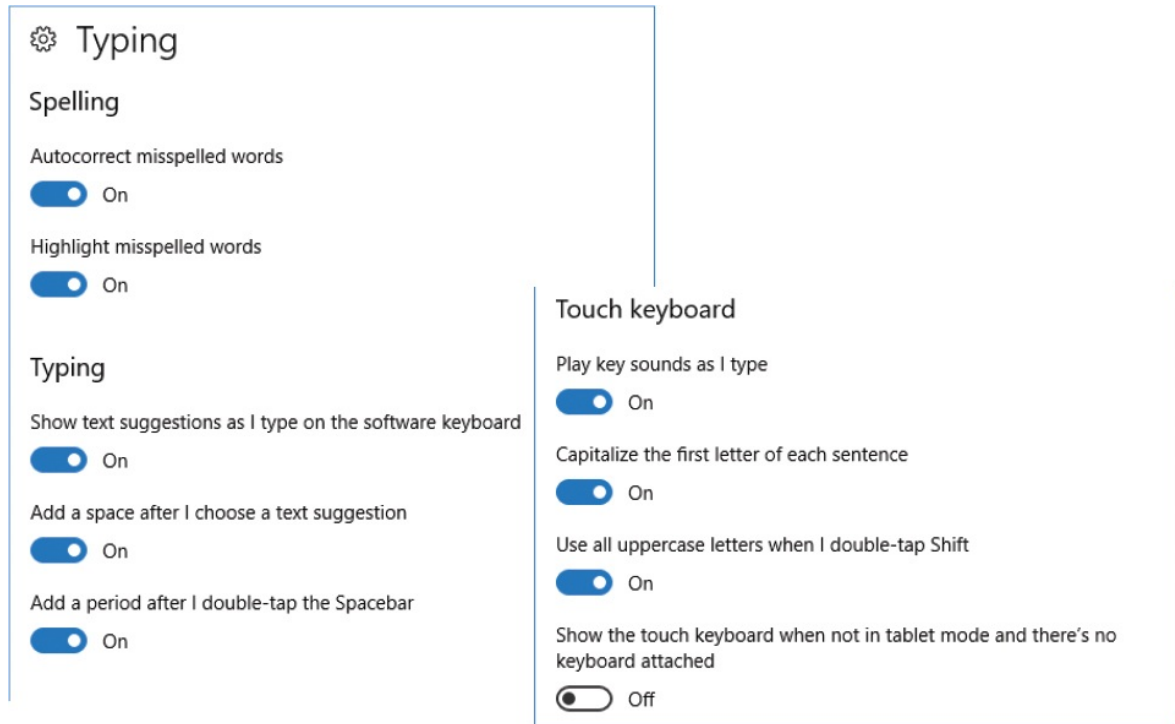 Typing
Spelling
Autocorrect misspelled words
On
Highlight misspelled words
On
Typing
Show text suggestions as I type on the software keyboard
On
Add a space after I choose a text suggestion
On
Add a period after I double-tap the Spacebar
On
Touch keyboard
Play key sounds as I type
On
Capitalize the first letter of each sentence
On
Use all uppercase letters when I double-tap Shift
On
Show the touch keyboard when not in tablet mode and there's no
keyboard attached
Off